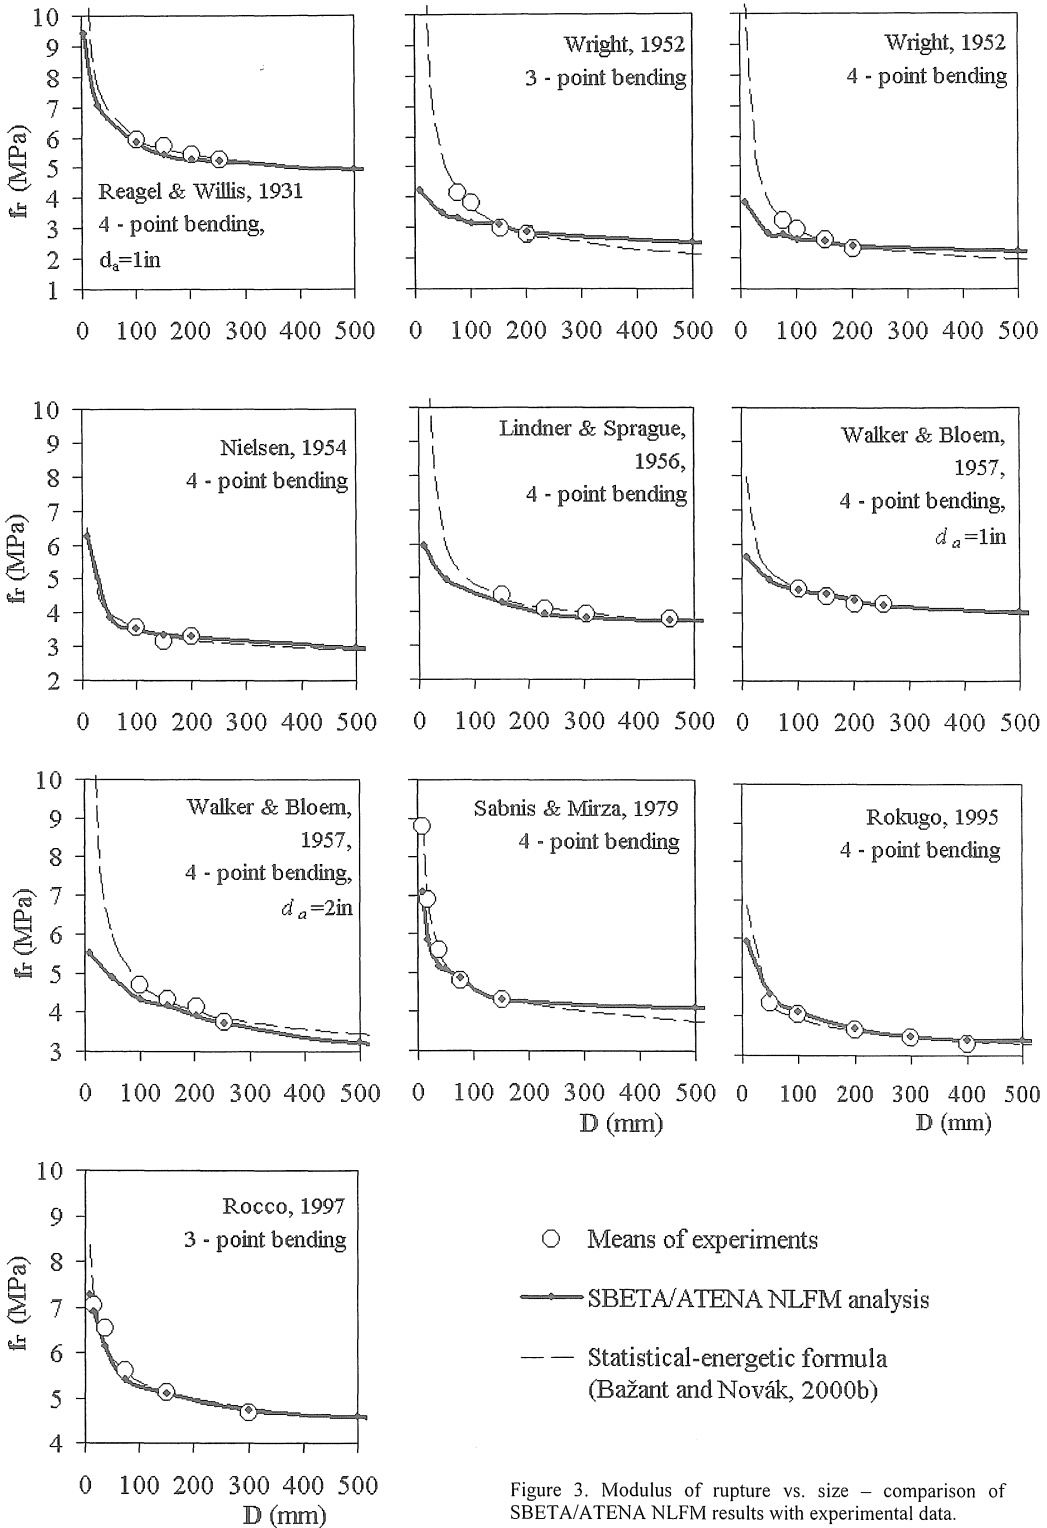 10
9
8
7
6
5
4
3
2
1
fr (MPa)
Reagel & Willis, 1931
4 - point bending,
da=1in
0 100 200 300 400 500
Wright, 1952
3 - point bending
0 100 200 300 400 500
Wright, 1952
4 - point bending
0 100 200 300 400 500
10
9
8
7
6
5
4
3
2
fr (MPa)
Nielsen, 1954
4 - point bending
0 100 200 300 400 500
Lindner & Sprague,
1956,
4 - point bending
0 100 200 300 400 500
Walker & Bloem,
1957,
4 - point bending,
da=1in
0 100 200 300 400 500
10
9
8
7
6
5
4
3
fr (MPa)
Walker & Bloem,
1957,
4 - point bending,
da=2in
0 100 200 300 400 500
Sabnis & Mirza, 1979
4 - point bending
0 100 200 300 400 500
D (mm)
Rokugo, 1995
4 - point bending
0 100 200 300 400 500
D (mm)
10
9
8
7
6
5
4
fr (MPa)
Rocco, 1997
3 - point bending
0 100 200 300 400 500
D (mm)
Means of experiments
SBETA/ATENA NLFM analysis
Statistical-energetic formula
(Bažant and Novák, 2000b)
Figure 3. Modulus of rupture vs. size – comparison of
SBETA/ATENA NLFM results with experimental data.